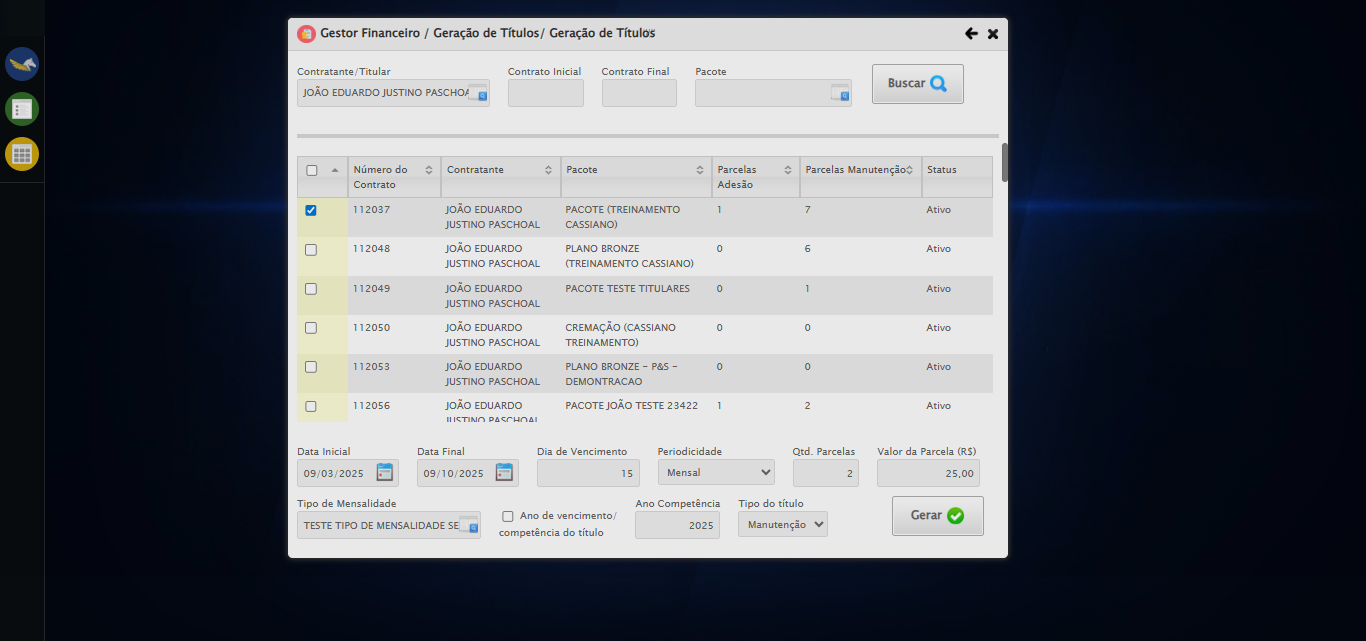 Gestor Financeiro / Geração de Títulos/ Geração de Títulos
Contratante/Titular Contrato Inicial Contrato Final Pacote
JOÃO EDUARDO JUSTINO PASCHOA
Buscar
Número do Contrato Contratante Pacote Parcelas Adesão Parcelas Manutenção Status
112037 JOÃO EDUARDO JUSTINO PASCHOAL PACOTE (TREINAMENTO CASSIANO) 1 7 Ativo
112048 JOÃO EDUARDO JUSTINO PASCHOAL PLANO BRONZE (TREINAMENTO CASSIANO) 0 6 Ativo
112049 JOÃO EDUARDO JUSTINO PASCHOAL PACOTE TESTE TITULARES 0 1 Ativo
112050 JOÃO EDUARDO JUSTINO PASCHOAL CREMAÇÃO (CASSIANO TREINAMENTO) 0 0 Ativo
112053 JOÃO EDUARDO JUSTINO PASCHOAL PLANO BRONZE - P&S - DEMONTRACAO 0 0 Ativo
112056 JOÃO EDUARDO JUSTINO PASCHOAL PACOTE JOÃO TESTE 23422 1 2 Ativo
Data Inicial Data Final Dia de Vencimento Periodicidade Qtd. Parcelas Valor da Parcela (R$)
09/03/2025 09/10/2025 15 Mensal 2 25,00
Tipo de Mensalidade Ano de vencimento/ competência do título Ano Competência Tipo do título
TESTE TIPO DE MENSALIDADE SE 2025 Manutenção
Gerar